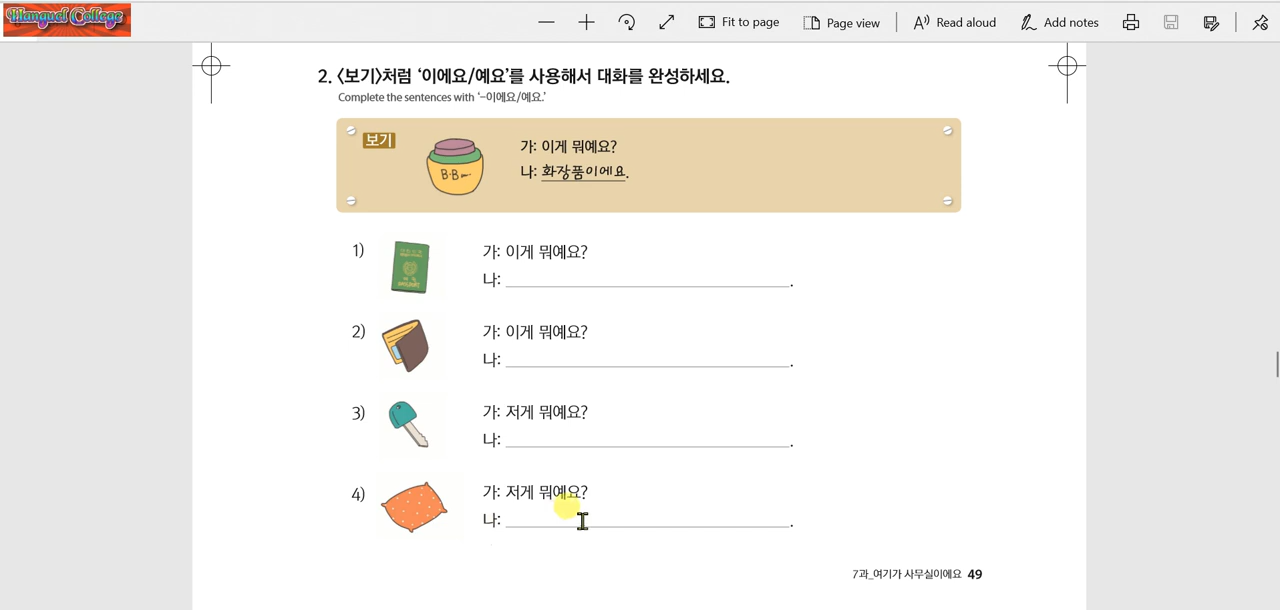 Hanguel College
Fit to page
Page view
Read aloud
Add notes
2. 〈보기〉처럼 ‘이에요/예요’를 사용해서 대화를 완성하세요.
Complete the sentences with ‘-이에요/예요.’
보기
B·B
가: 이게 뭐예요?
나: 화장품이에요.
1)
가: 이게 뭐예요?
나: .
2)
가: 이게 뭐예요?
나: .
3)
가: 저게 뭐예요?
나: .
4)
가: 저게 뭐예요?
나: .
7과_여기가 사무실이에요 49